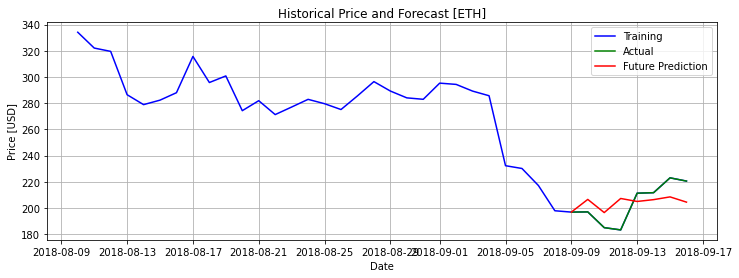 Historical Price and Forecast [ETH]
Training
Actual
Future Prediction
Price [USD]
340
320
300
280
260
240
220
200
180
2018-08-09 2018-08-13 2018-08-17 2018-08-21 2018-08-25 2018-08-29 2018-09-01 2018-09-05 2018-09-09 2018-09-13 2018-09-17
Date